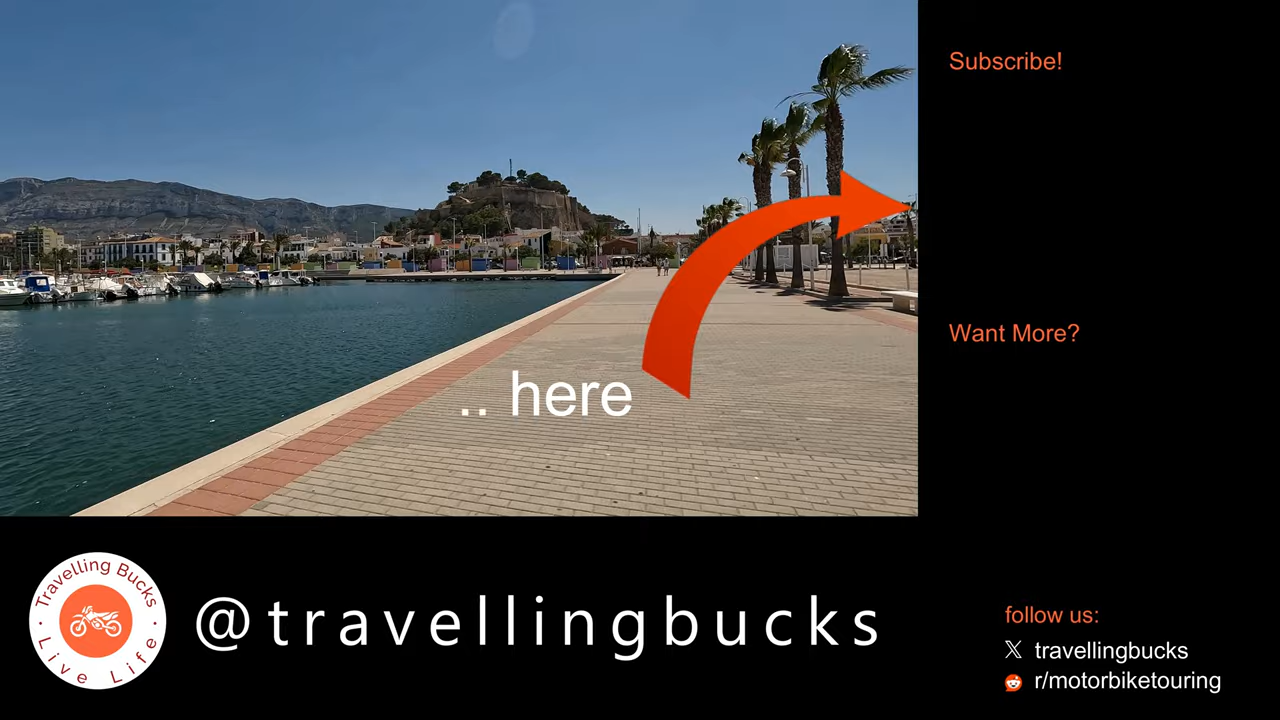 Subscribe!
Want More?
.. here
Travelling Bucks
· Live Life ·
@travellingbucks
follow us:
X travellingbucks
r/motorbiketouring